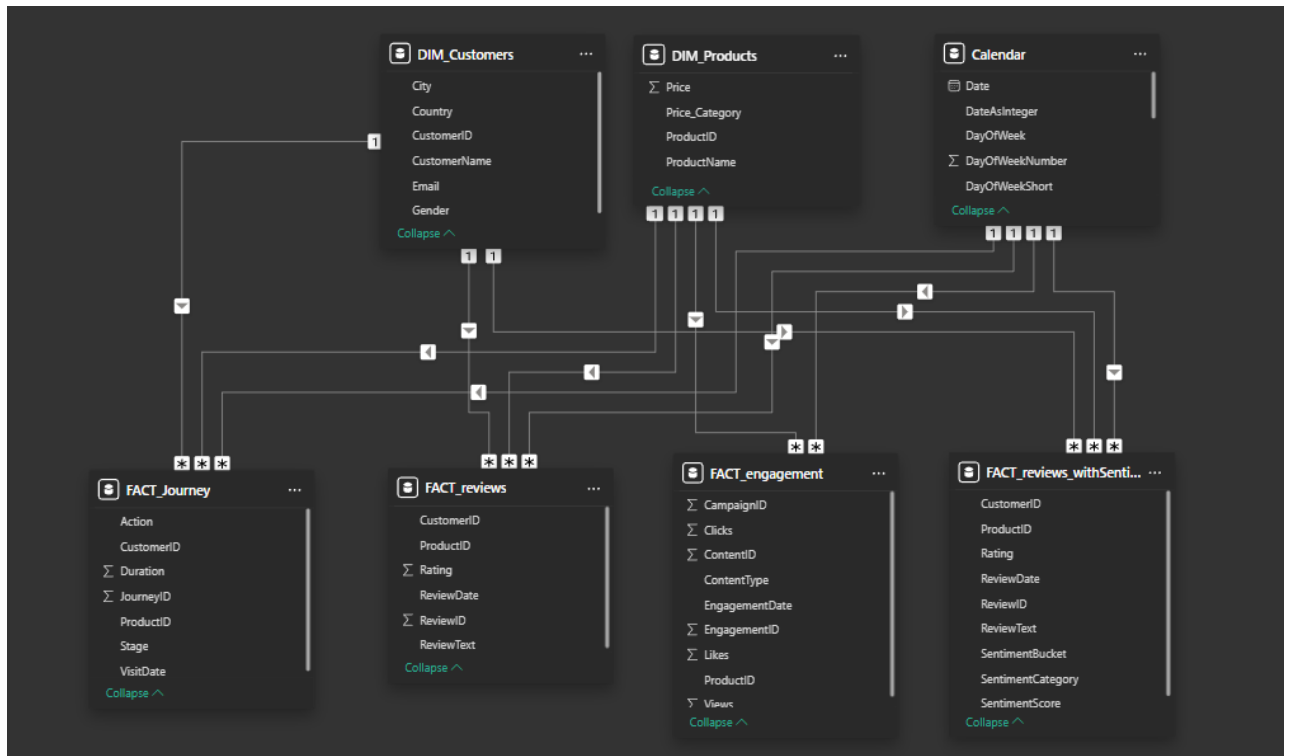 DIM_Customers ...
City
Country
CustomerID
CustomerName
Email
Gender
Collapse
DIM_Products ...
Σ Price
Price_Category
ProductID
ProductName
Collapse
Calendar ...
Date
DateAsInteger
DayOfWeek
Σ DayOfWeekNumber
DayOfWeekShort
Collapse
1
1 1
1 1 1 1
1 1 1 1
* * *
* * *
* *
* * *
FACT_Journey ...
Action
CustomerID
Σ Duration
Σ JourneyID
ProductID
Stage
VisitDate
Collapse
FACT_reviews ...
CustomerID
ProductID
Σ Rating
ReviewDate
Σ ReviewID
ReviewText
Collapse
FACT_engagement ...
Σ CampaignID
Σ Clicks
Σ ContentID
ContentType
EngagementDate
Σ EngagementID
Σ Likes
ProductID
Σ Views
Collapse
FACT_reviews_withSenti... ...
CustomerID
ProductID
Rating
ReviewDate
ReviewID
ReviewText
SentimentBucket
SentimentCategory
SentimentScore
Collapse